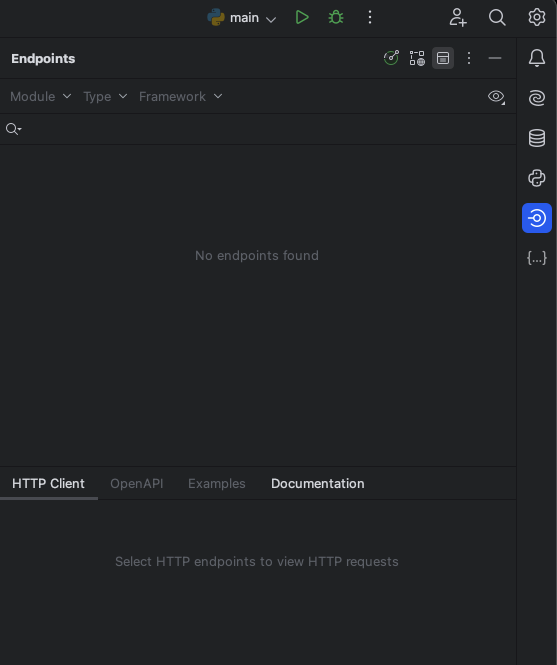 main
Endpoints
Module Type Framework
No endpoints found
{...}
HTTP Client OpenAPI Examples Documentation
Select HTTP endpoints to view HTTP requests